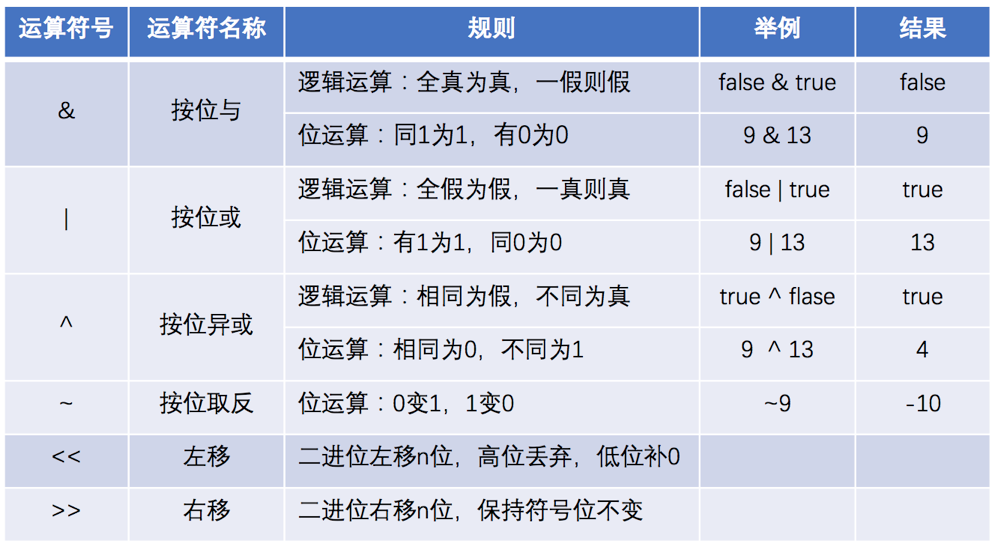 运算符号 运算符名称 规则 举例 结果
& 按位与 逻辑运算：全真为真，一假则假 false & true false
位运算：同1为1，有0为0 9 & 13 9
| 按位或 逻辑运算：全假为假，一真则真 false | true true
位运算：有1为1，同0为0 9 | 13 13
^ 按位异或 逻辑运算：相同为假，不同为真 true ^ flase true
位运算：相同为0，不同为1 9 ^ 13 4
~ 按位取反 位运算：0变1，1变0 ~9 -10
<< 左移 二进位左移n位，高位丢弃，低位补0
>> 右移 二进位右移n位，保持符号位不变